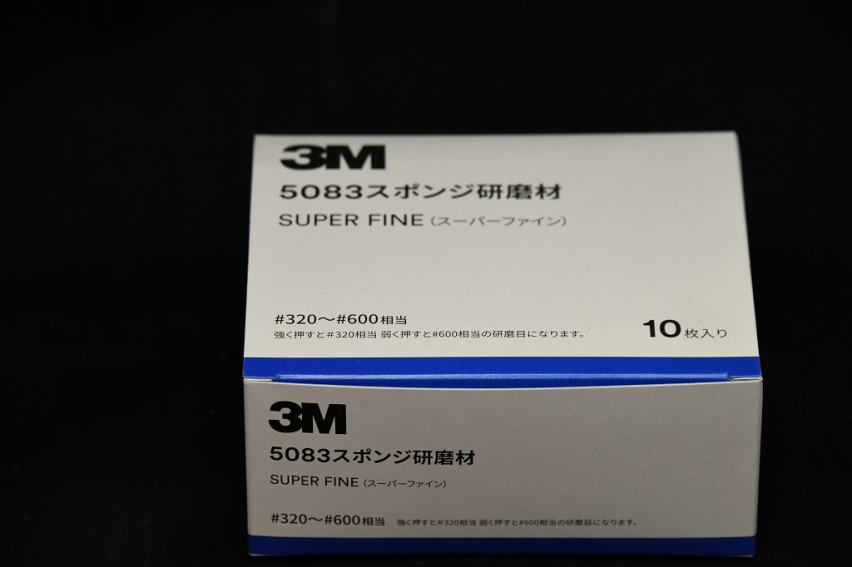 3M
5083スポンジ研磨材
SUPER FINE（スーパーファイン）
#320～#600相当
強く押すと#320相当 弱く押すと#600相当の研磨目になります。
10枚入り
3M
5083スポンジ研磨材
SUPER FINE（スーパーファイン）
#320～#600相当 強く押すと#320相当 弱く押すと#600相当の研磨目になります。